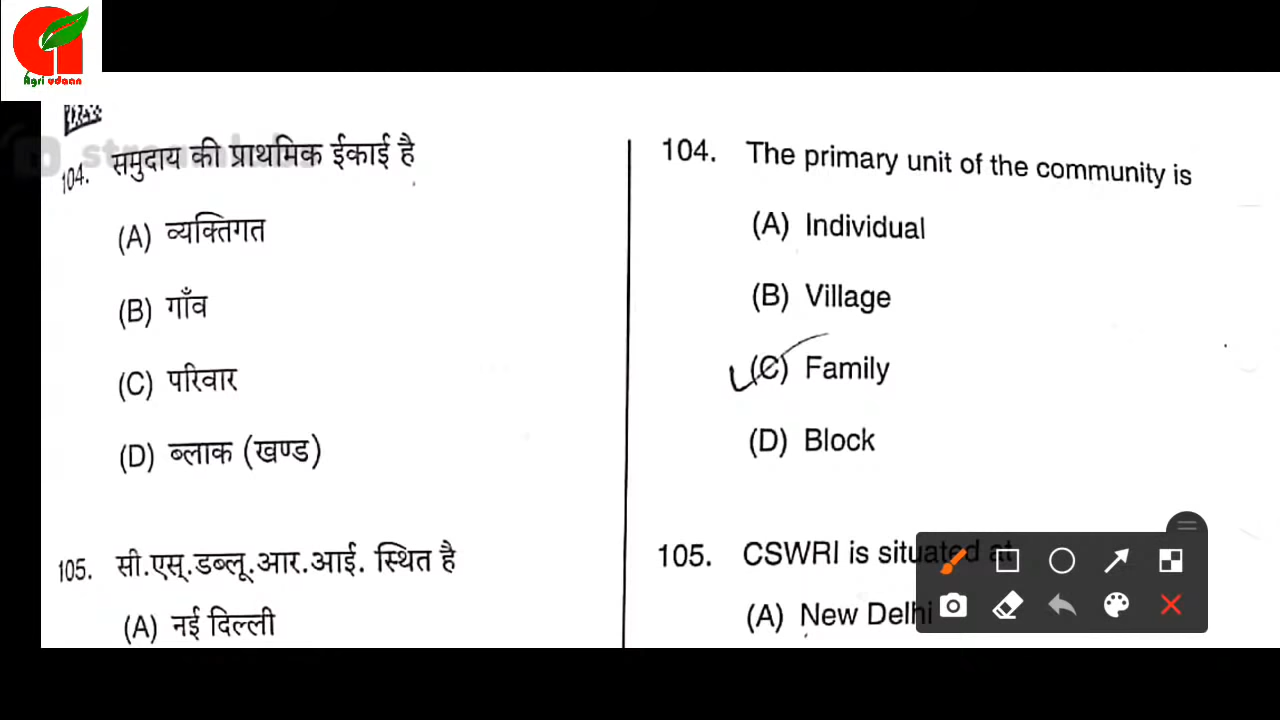 Agri udaan
104. समुदाय की प्राथमिक ईकाई है
(A) व्यक्तिगत
(B) गाँव
(C) परिवार
(D) ब्लाक (खण्ड)
105. सी.एस्.डब्लू.आर.आई. स्थित है
(A) नई दिल्ली
104. The primary unit of the community is
(A) Individual
(B) Village
(C) Family
(D) Block
105. CSWRI is situated at
(A) New Delhi